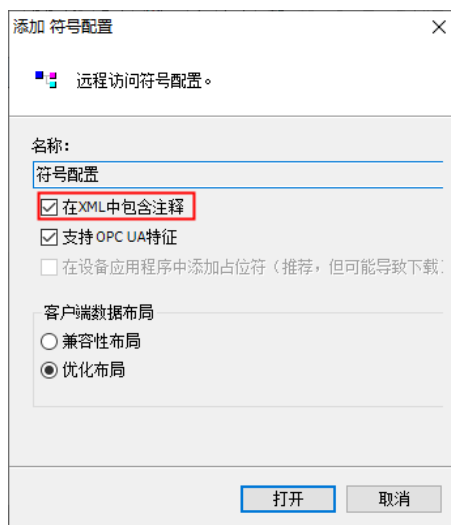 添加 符号配置
远程访问符号配置。
名称：
符号配置
在XML中包含注释
支持OPC UA特征
在设备应用程序中添加占位符（推荐，但可能导致下载
客户端数据布局
兼容性布局
优化布局
打开
取消